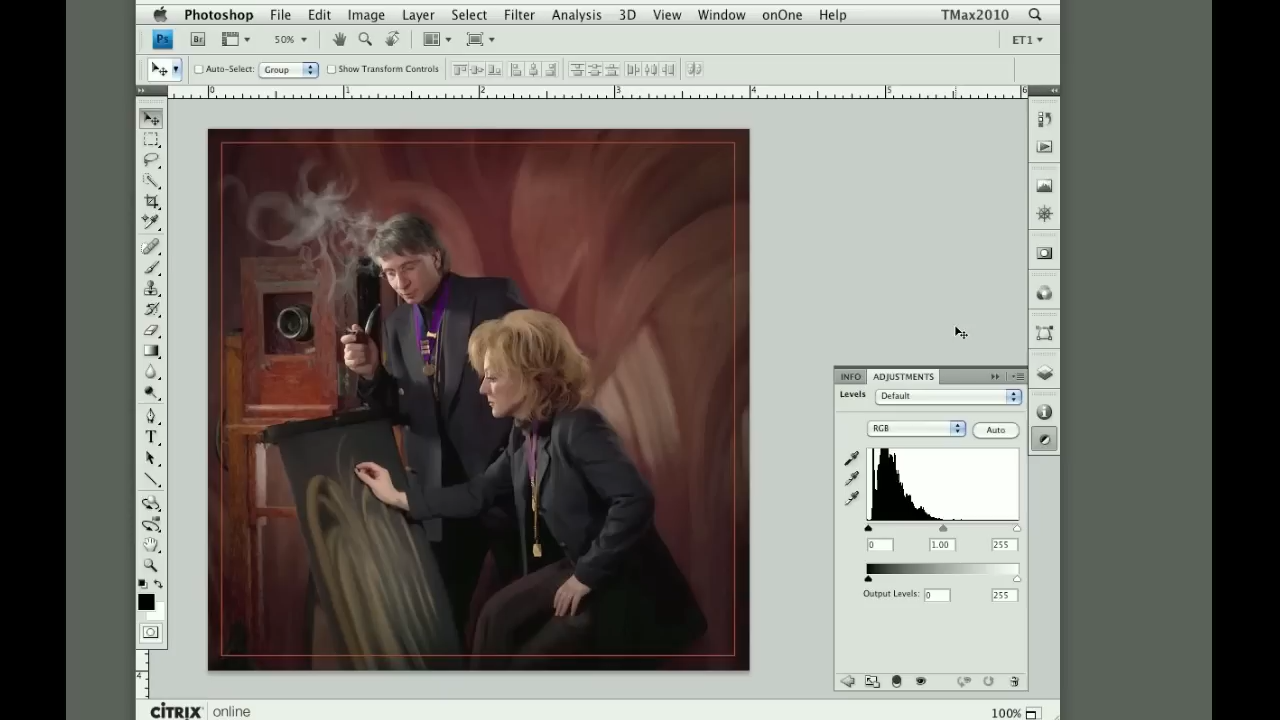 Photoshop File Edit Image Layer Select Filter Analysis 3D View Window onOne Help TMax2010
Ps Br 50% ET1
Auto-Select: Group Show Transform Controls
0 1 2 3 4 5 6
INFO ADJUSTMENTS
Levels Default
RGB Auto
0 1.00 255
Output Levels: 0 255
T
4
CITRIX online 100%